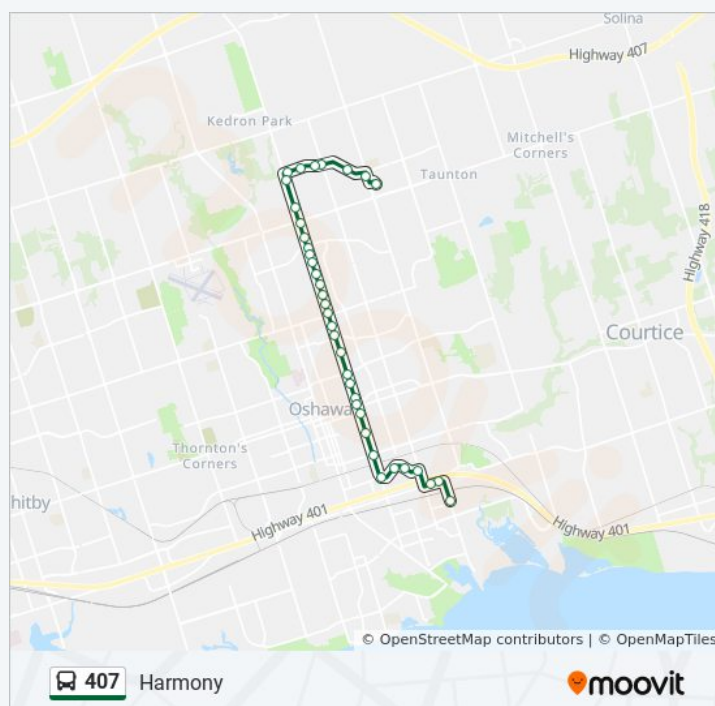 Solina
Highway 407
Kedron Park
Mitchell's
Corners
Taunton
Highway 418
Courtice
Oshawa
Thornton's
Corners
hitby
Highway 401
Highway 401
© OpenStreetMap contributors | © OpenMapTiles
407 Harmony
moovit